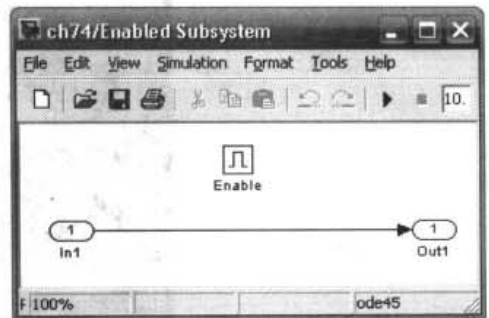 ch74/Enabled Subsystem
File Edit View Simulation Format Tools Help
10.
Enable
1
In1
1
Out1
F 100%
ode45